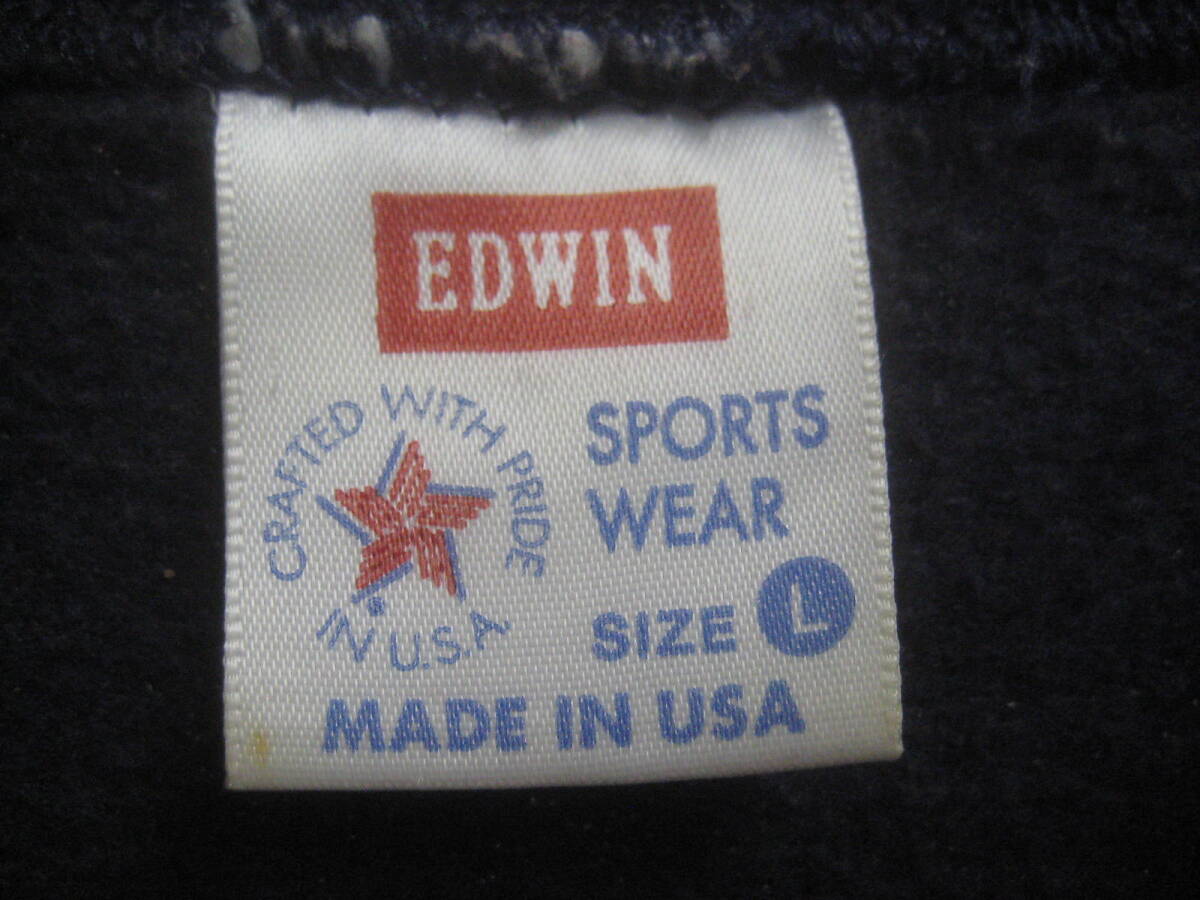 EDWIN
CRAFTED WITH PRIDE
IN U.S.A
SPORTS
WEAR
SIZE L
MADE IN USA